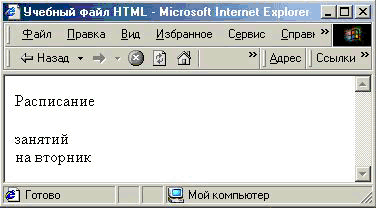 Учебный файл HTML - Microsoft Internet Explorer
Файл Правка Вид Избранное Сервис Справк »
Назад » Адрес Ссылки »
Расписание
занятий
на вторник
Готово Мой компьютер